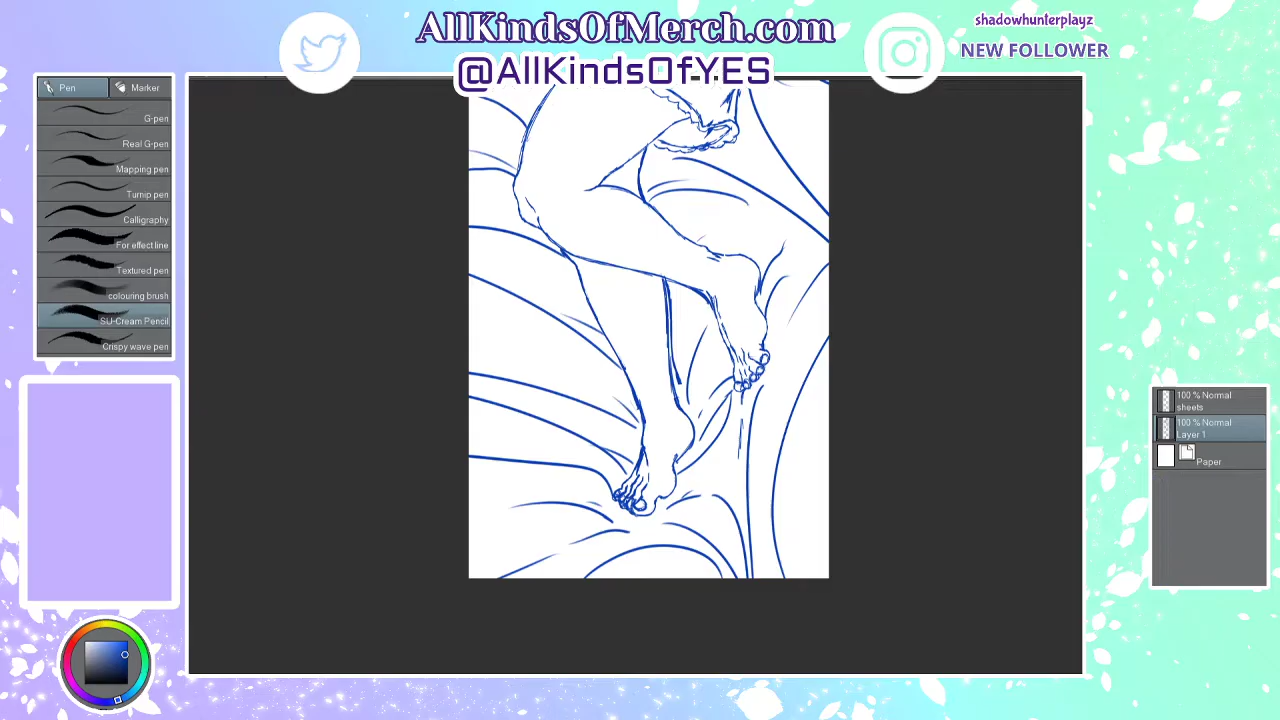 AllKindsOfMerch.com
@AllKindsOfYES
shadowhunterplayz
NEW FOLLOWER
Pen
Marker
G-pen
Real G-pen
Mapping pen
Turnip pen
Calligraphy
For effect line
Textured pen
colouring brush
SU-Cream Pencil
Crispy wave pen
100 % Normal
sheets
100 % Normal
Layer 1
Paper